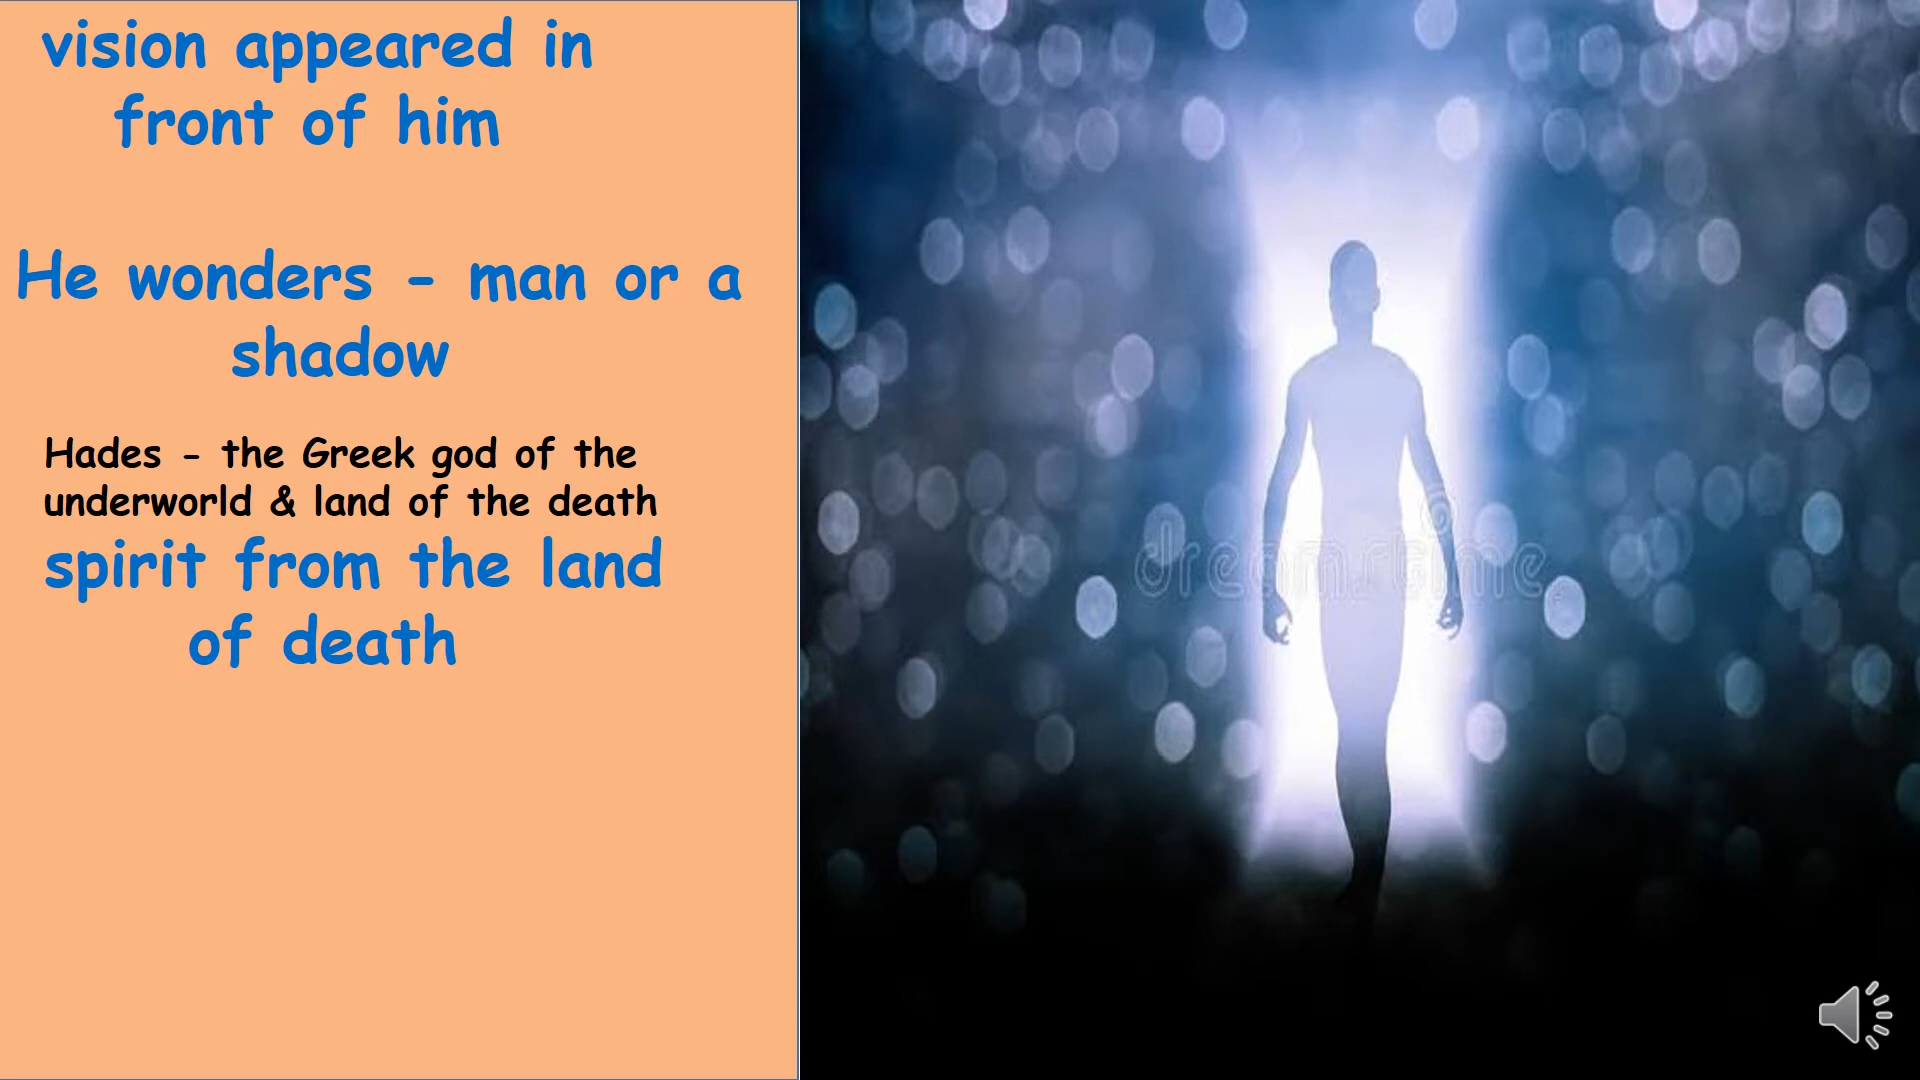 vision appeared in
front of him
He wonders - man or a
shadow
Hades - the Greek god of the
underworld & land of the death
spirit from the land
of death
dreamstime